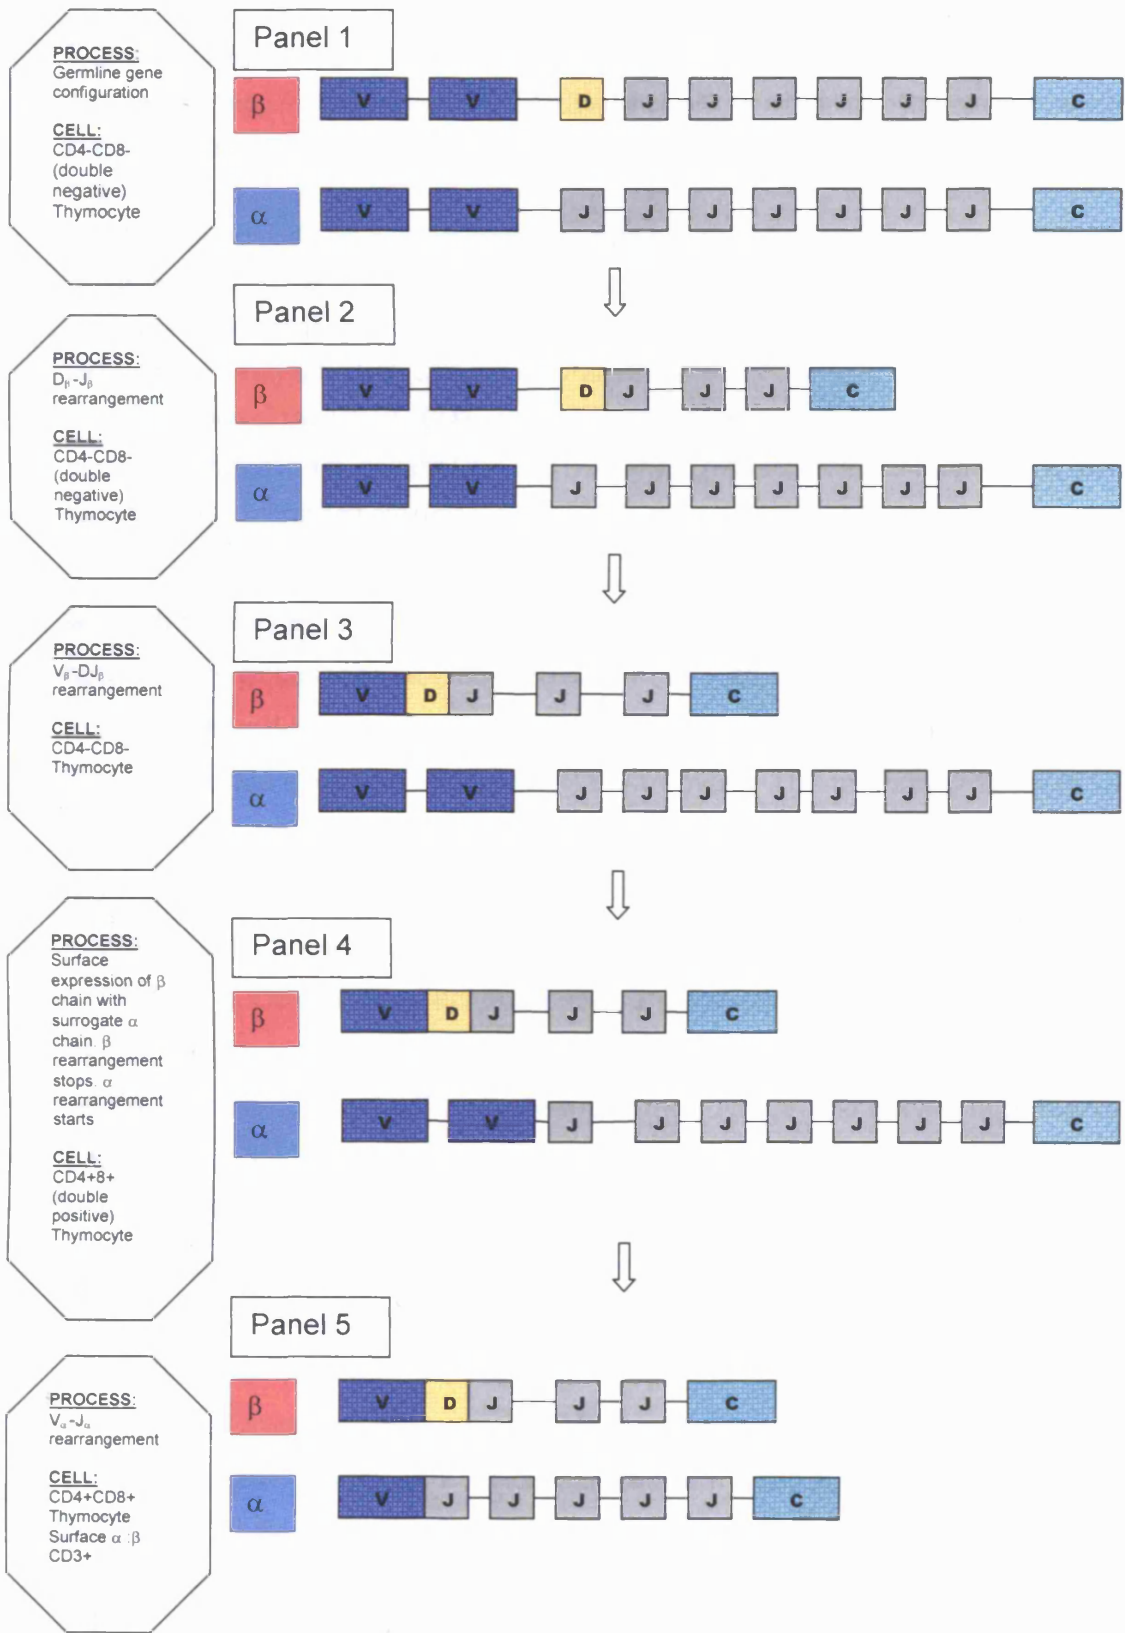 PROCESS:
Germline gene
configuration
CELL:
CD4-CD8-
(double
negative)
Thymocyte
Panel 1
β V V D J J J J J J C
α V V J J J J J J J C
PROCESS:
Dβ-Jβ
rearrangement
CELL:
CD4-CD8-
(double
negative)
Thymocyte
Panel 2
β V V D J J J C
α V V J J J J J J J C
PROCESS:
Vβ-DJβ
rearrangement
CELL:
CD4-CD8-
Thymocyte
Panel 3
β V D J J J C
α V V J J J J J J J C
PROCESS:
Surface
expression of β
chain with
surrogate α
chain. β
rearrangement
stops. α
rearrangement
starts
CELL:
CD4+8+
(double
positive)
Thymocyte
Panel 4
β V D J J J C
α V V J J J J J J J C
PROCESS:
Vα-Jα
rearrangement
CELL:
CD4+CD8+
Thymocyte
Surface α :β
CD3+
Panel 5
β V D J J J C
α V J J J J J C